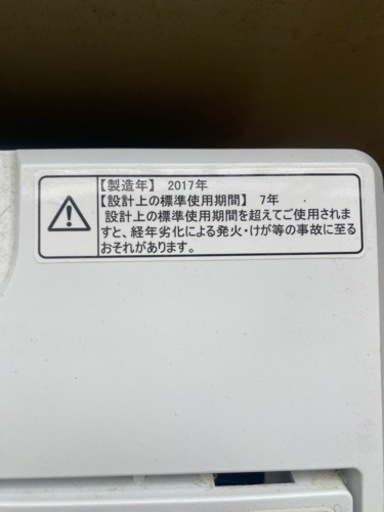 【製造年】 2017年
【設計上の標準使用期間】 7年
設計上の標準使用期間を超えてご使用されま
すと、経年劣化による発火・けが等の事故に至る
おそれがあります。